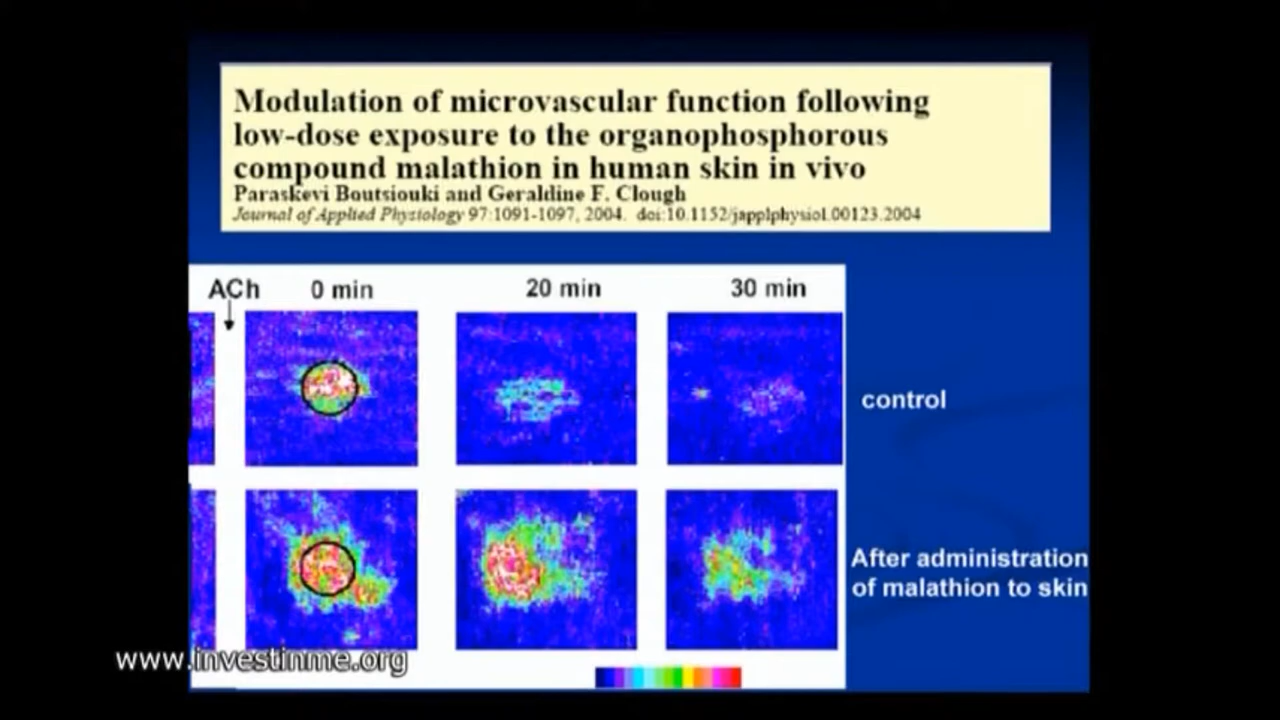 Modulation of microvascular function following
low-dose exposure to the organophosphorous
compound malathion in human skin in vivo
Paraskevi Boutsiouki and Geraldine F. Clough
Journal of Applied Physiology 97:1091-1097, 2004. doi:10.1152/japplphysiol.00123.2004
ACh 0 min 20 min 30 min
control
After administration
of malathion to skin
www.investinme.org